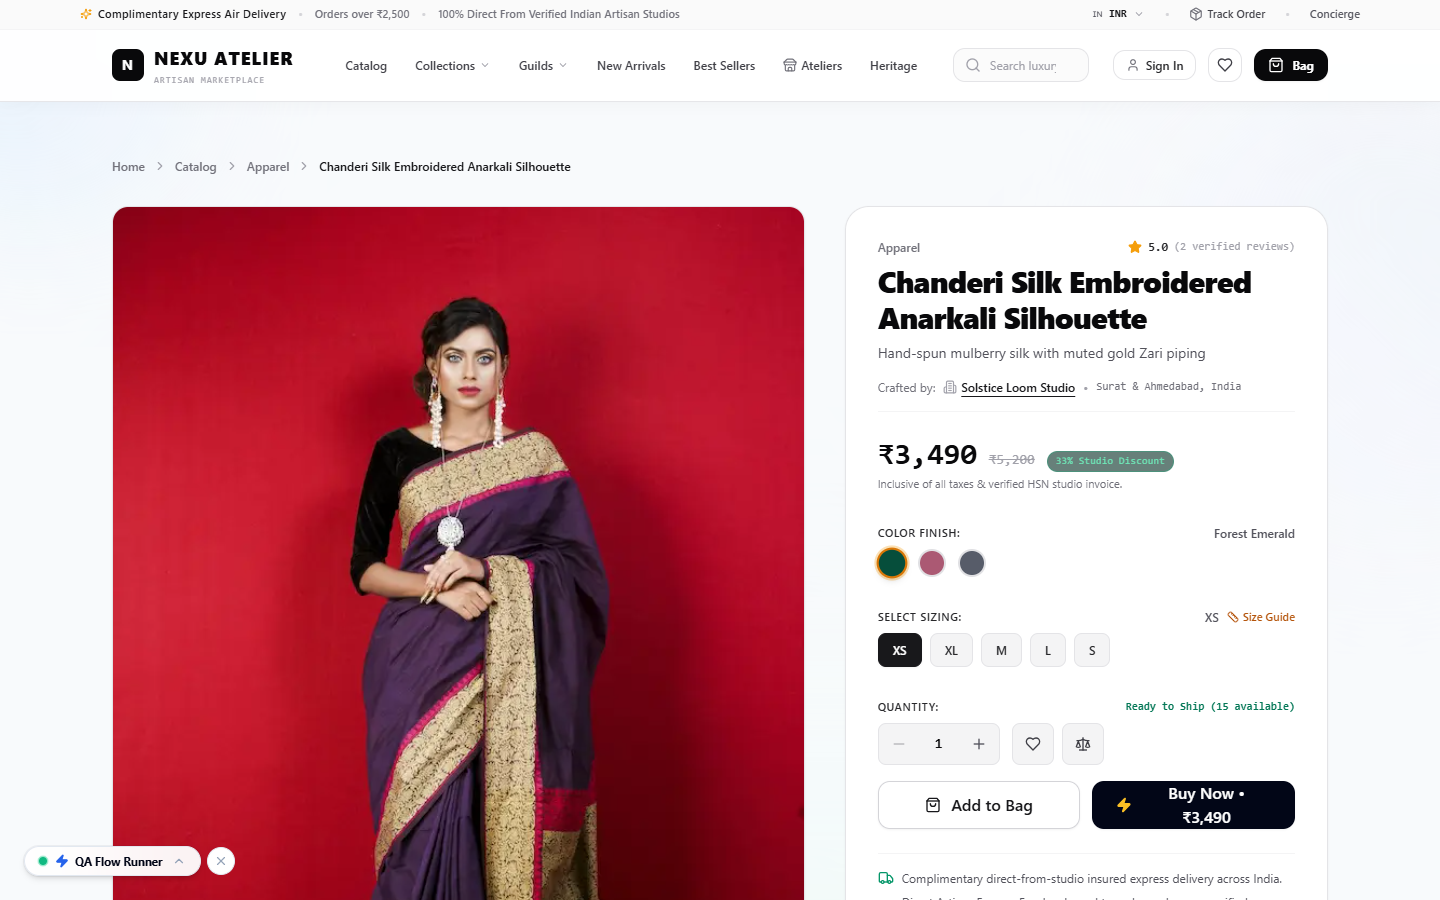 Complimentary Express Air Delivery • Orders over ₹2,500 • 100% Direct From Verified Indian Artisan Studios
IN INR • Track Order • Concierge
N NEXU ATELIER
ARTISAN MARKETPLACE
Catalog Collections Guilds New Arrivals Best Sellers Ateliers Heritage
Search luxur
Sign In
Bag
Home > Catalog > Apparel > Chanderi Silk Embroidered Anarkali Silhouette
Apparel
5.0 (2 verified reviews)
Chanderi Silk Embroidered
Anarkali Silhouette
Hand-spun mulberry silk with muted gold Zari piping
Crafted by: Solstice Loom Studio • Surat & Ahmedabad, India
₹3,490 ₹5,200 33% Studio Discount
Inclusive of all taxes & verified HSN studio invoice.
COLOR FINISH: Forest Emerald
SELECT SIZING: XS Size Guide
XS XL M L S
QUANTITY: Ready to Ship (15 available)
1
Add to Bag
Buy Now •
₹3,490
Complimentary direct-from-studio insured express delivery across India.
QA Flow Runner